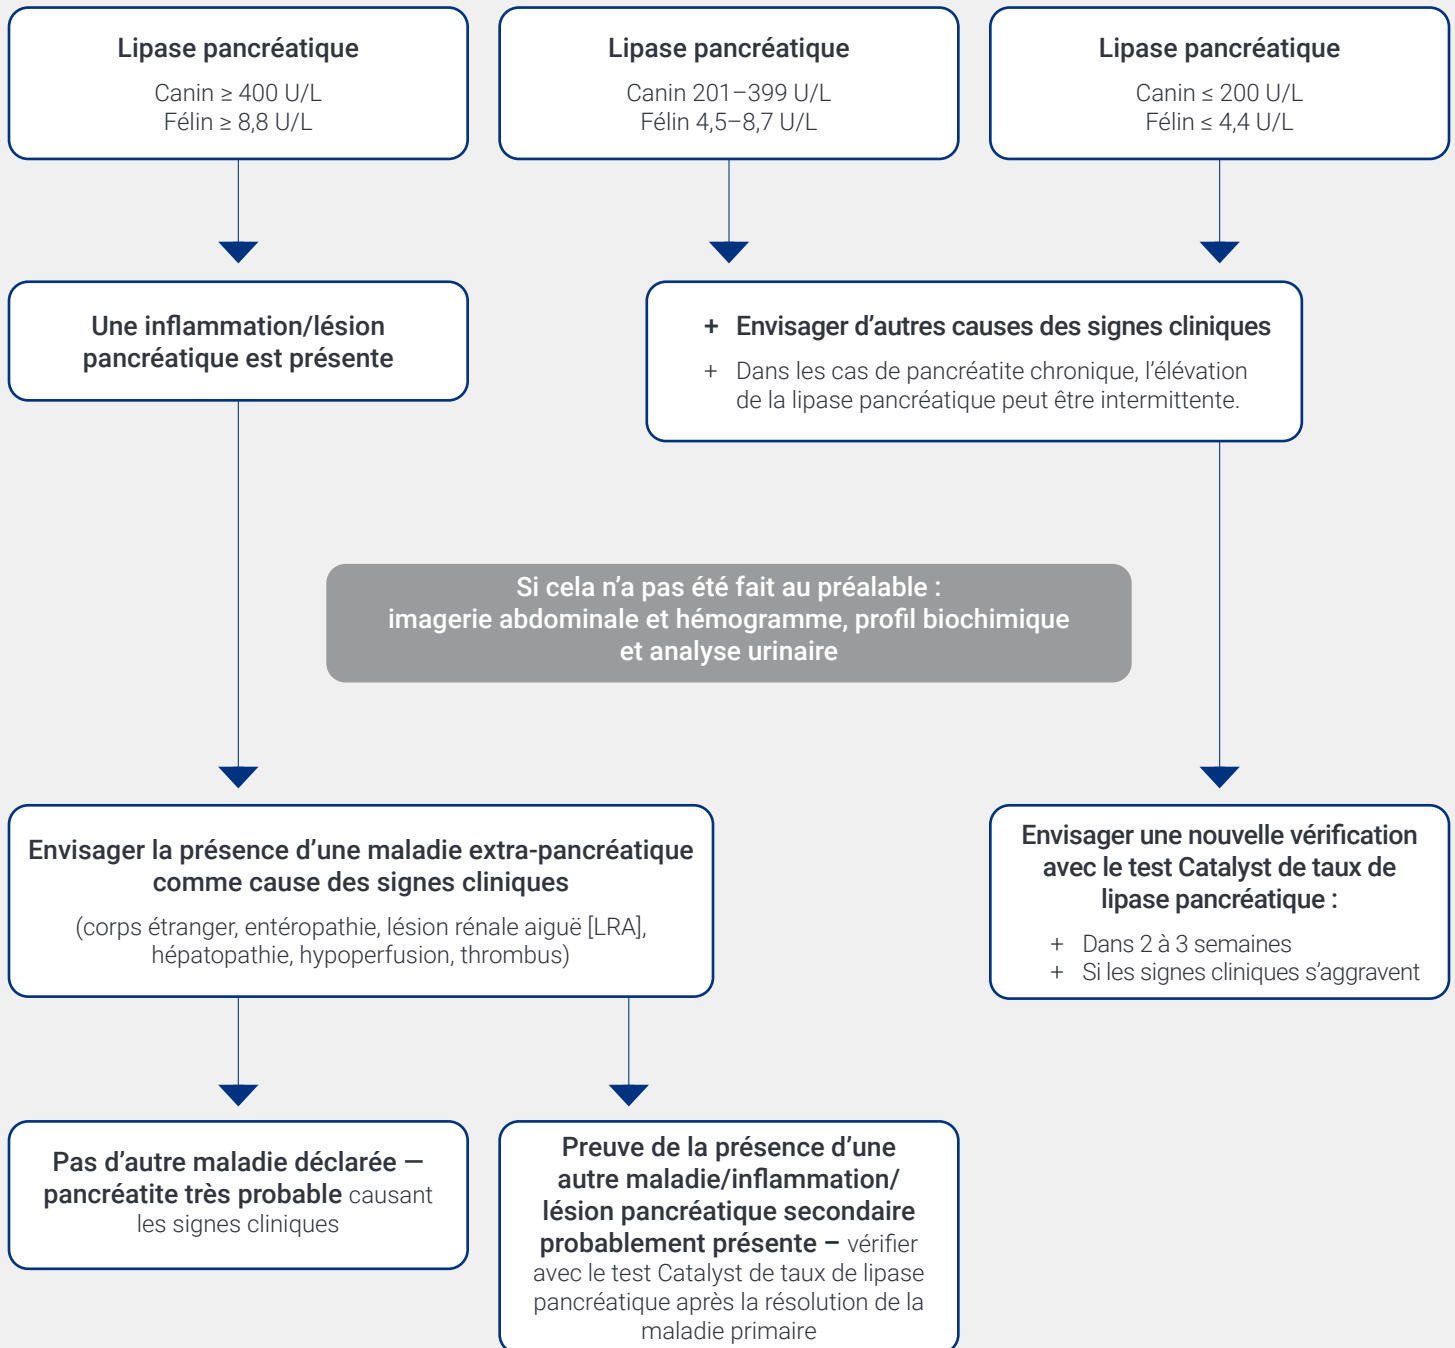 Lipase pancréatique
Canin ≥ 400 U/L
Félin ≥ 8,8 U/L
Lipase pancréatique
Canin 201–399 U/L
Félin 4,5–8,7 U/L
Lipase pancréatique
Canin ≤ 200 U/L
Félin ≤ 4,4 U/L
Une inflammation/lésion
pancréatique est présente
+ Envisager d'autres causes des signes cliniques
+ Dans les cas de pancréatite chronique, l'élévation
de la lipase pancréatique peut être intermittente.
Si cela n'a pas été fait au préalable :
imagerie abdominale et hémogramme, profil biochimique
et analyse urinaire
Envisager la présence d'une maladie extra-pancréatique
comme cause des signes cliniques
(corps étranger, entéropathie, lésion rénale aiguë [LRA],
hépatopathie, hypoperfusion, thrombus)
Envisager une nouvelle vérification
avec le test Catalyst de taux de
lipase pancréatique :
+ Dans 2 à 3 semaines
+ Si les signes cliniques s'aggravent
Pas d'autre maladie déclarée —
pancréatite très probable causant
les signes cliniques
Preuve de la présence d'une
autre maladie/inflammation/
lésion pancréatique secondaire
probablement présente – vérifier
avec le test Catalyst de taux de lipase
pancréatique après la résolution de la
maladie primaire